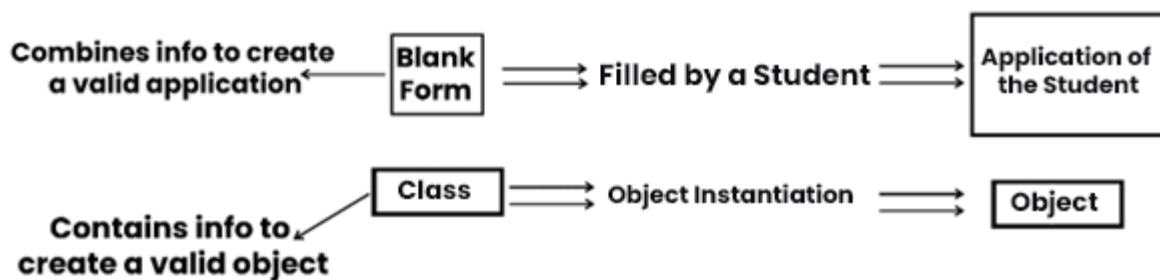 Combines info to create
a valid application
Blank
Form
Filled by a Student
Application of
the Student
Contains info to
create a valid object
Class
Object Instantiation
Object